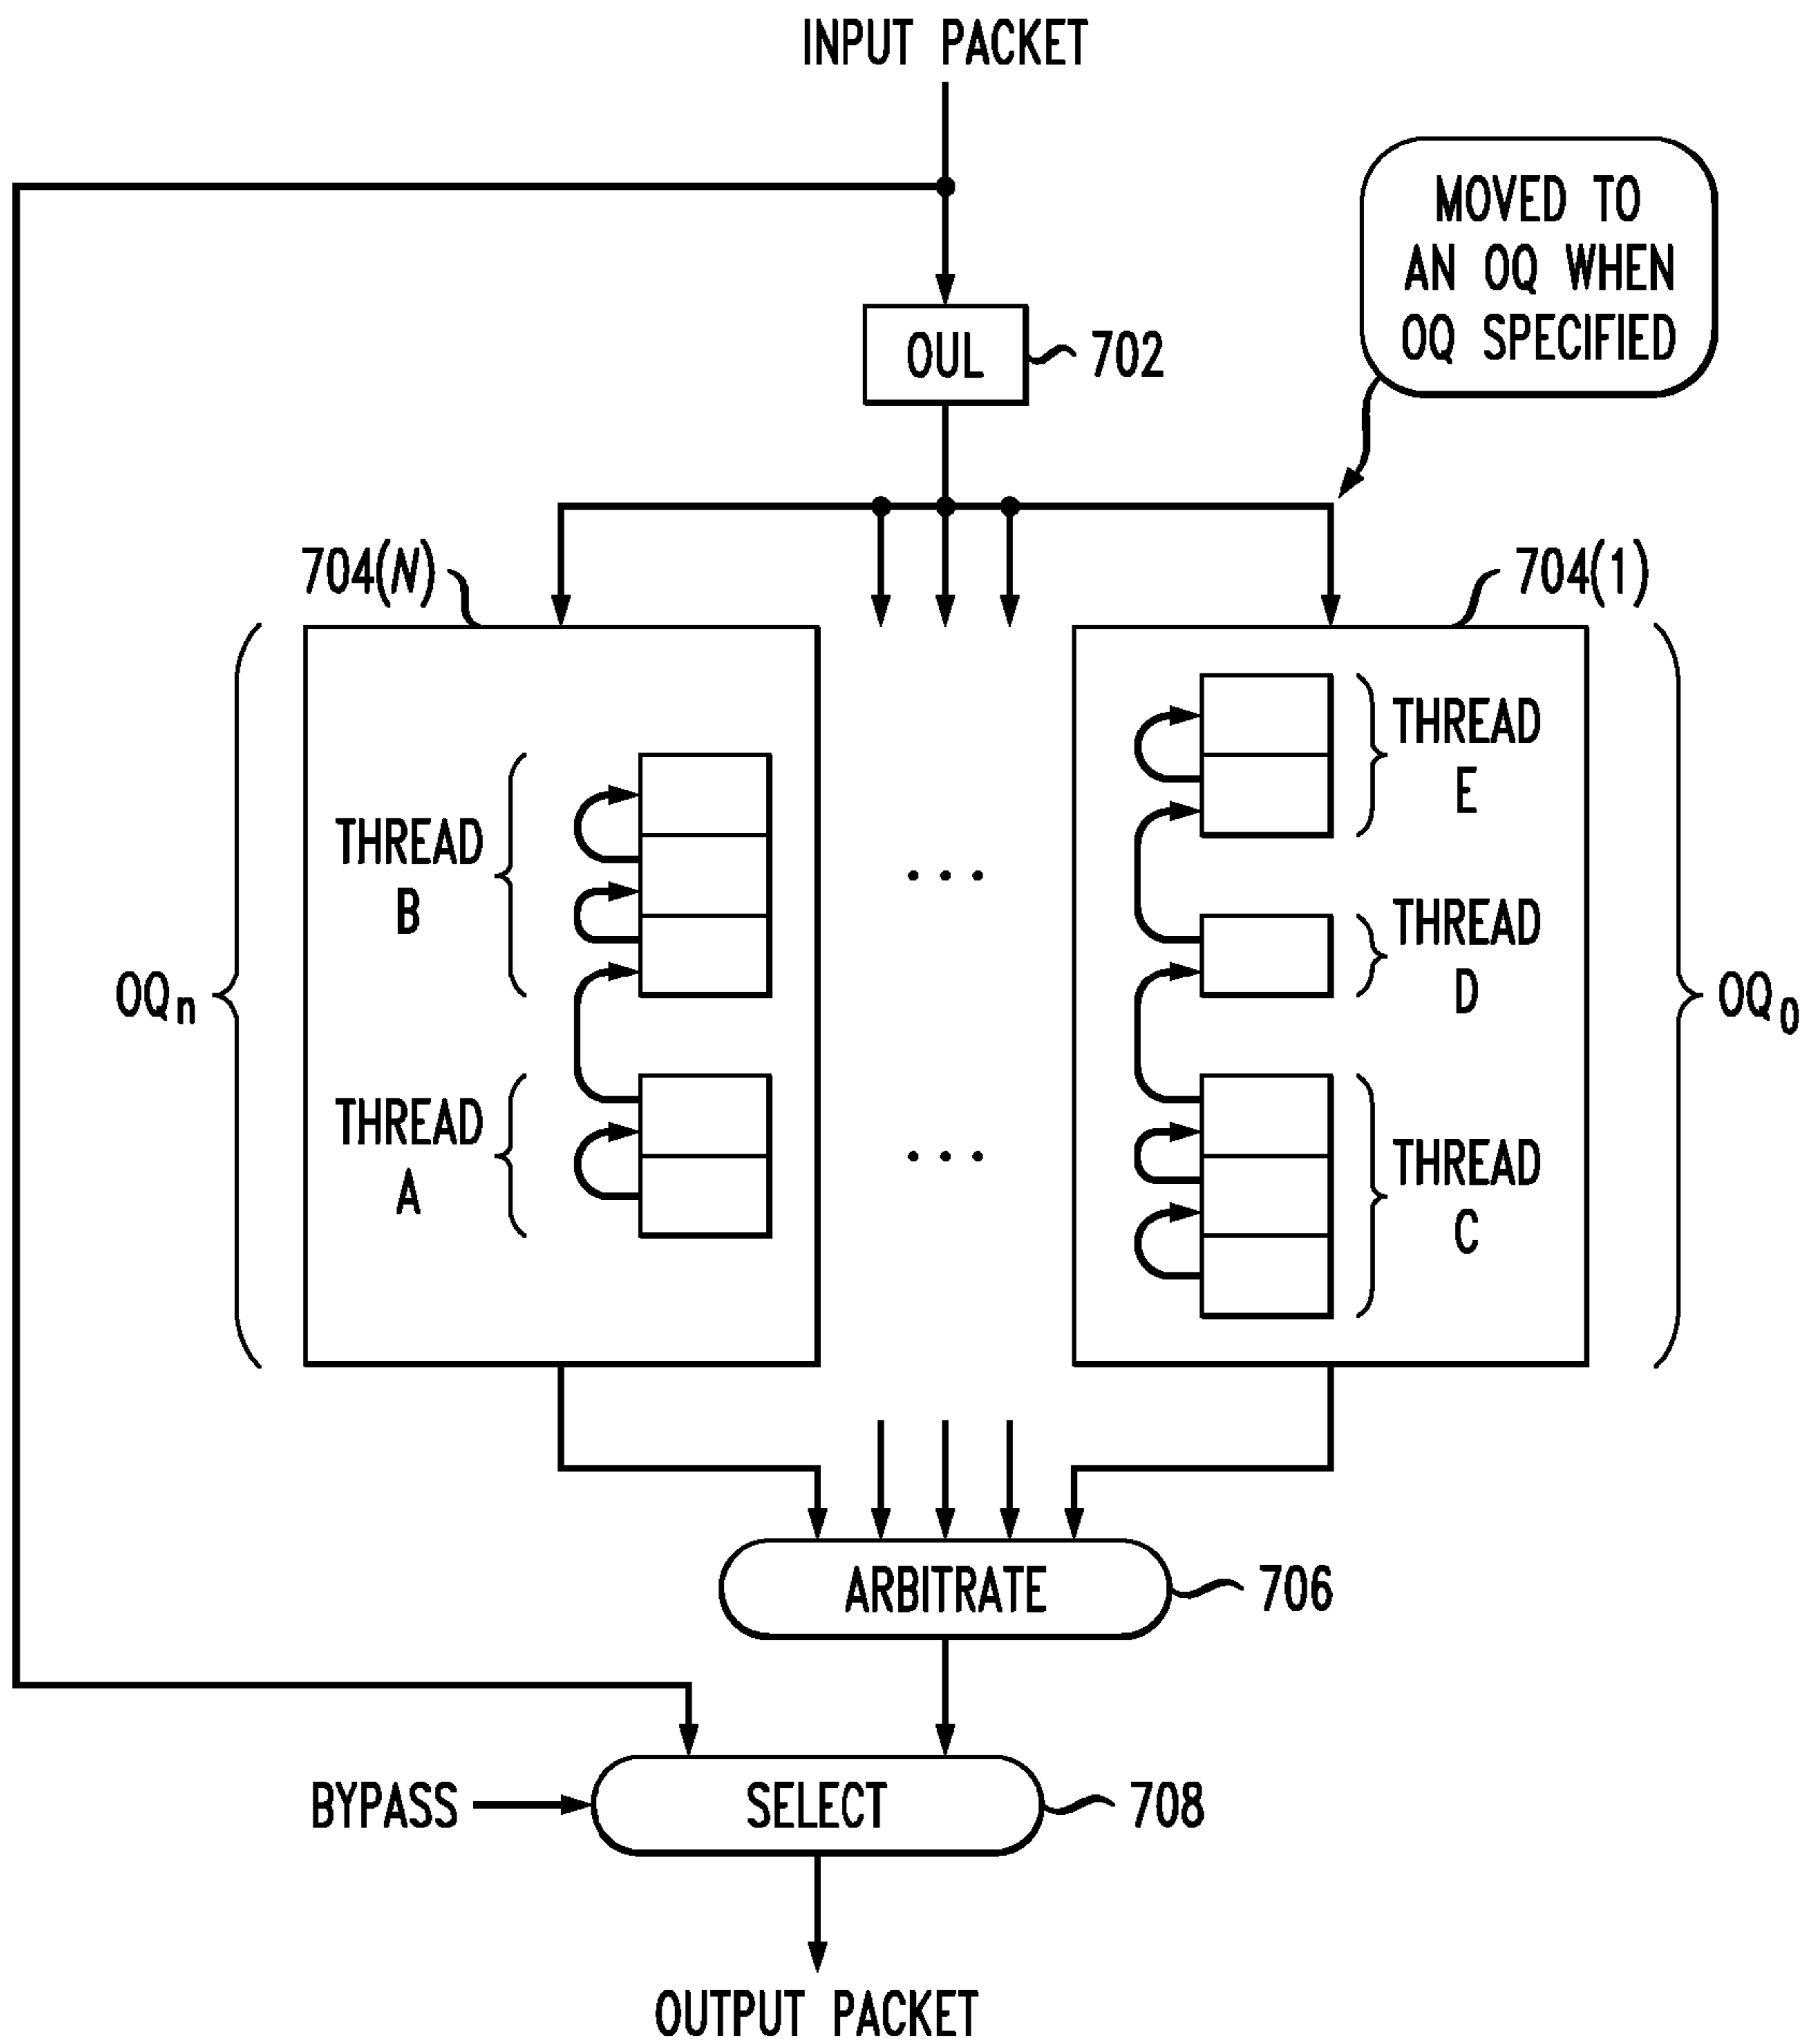 INPUT PACKET
MOVED TO
AN OQ WHEN
OQ SPECIFIED
OUL
702
704(N)
704(1)
THREAD
E
THREAD
B
THREAD
D
OQn
OQ0
THREAD
A
THREAD
C
... 
...
ARBITRATE
706
BYPASS
SELECT
708
OUTPUT PACKET